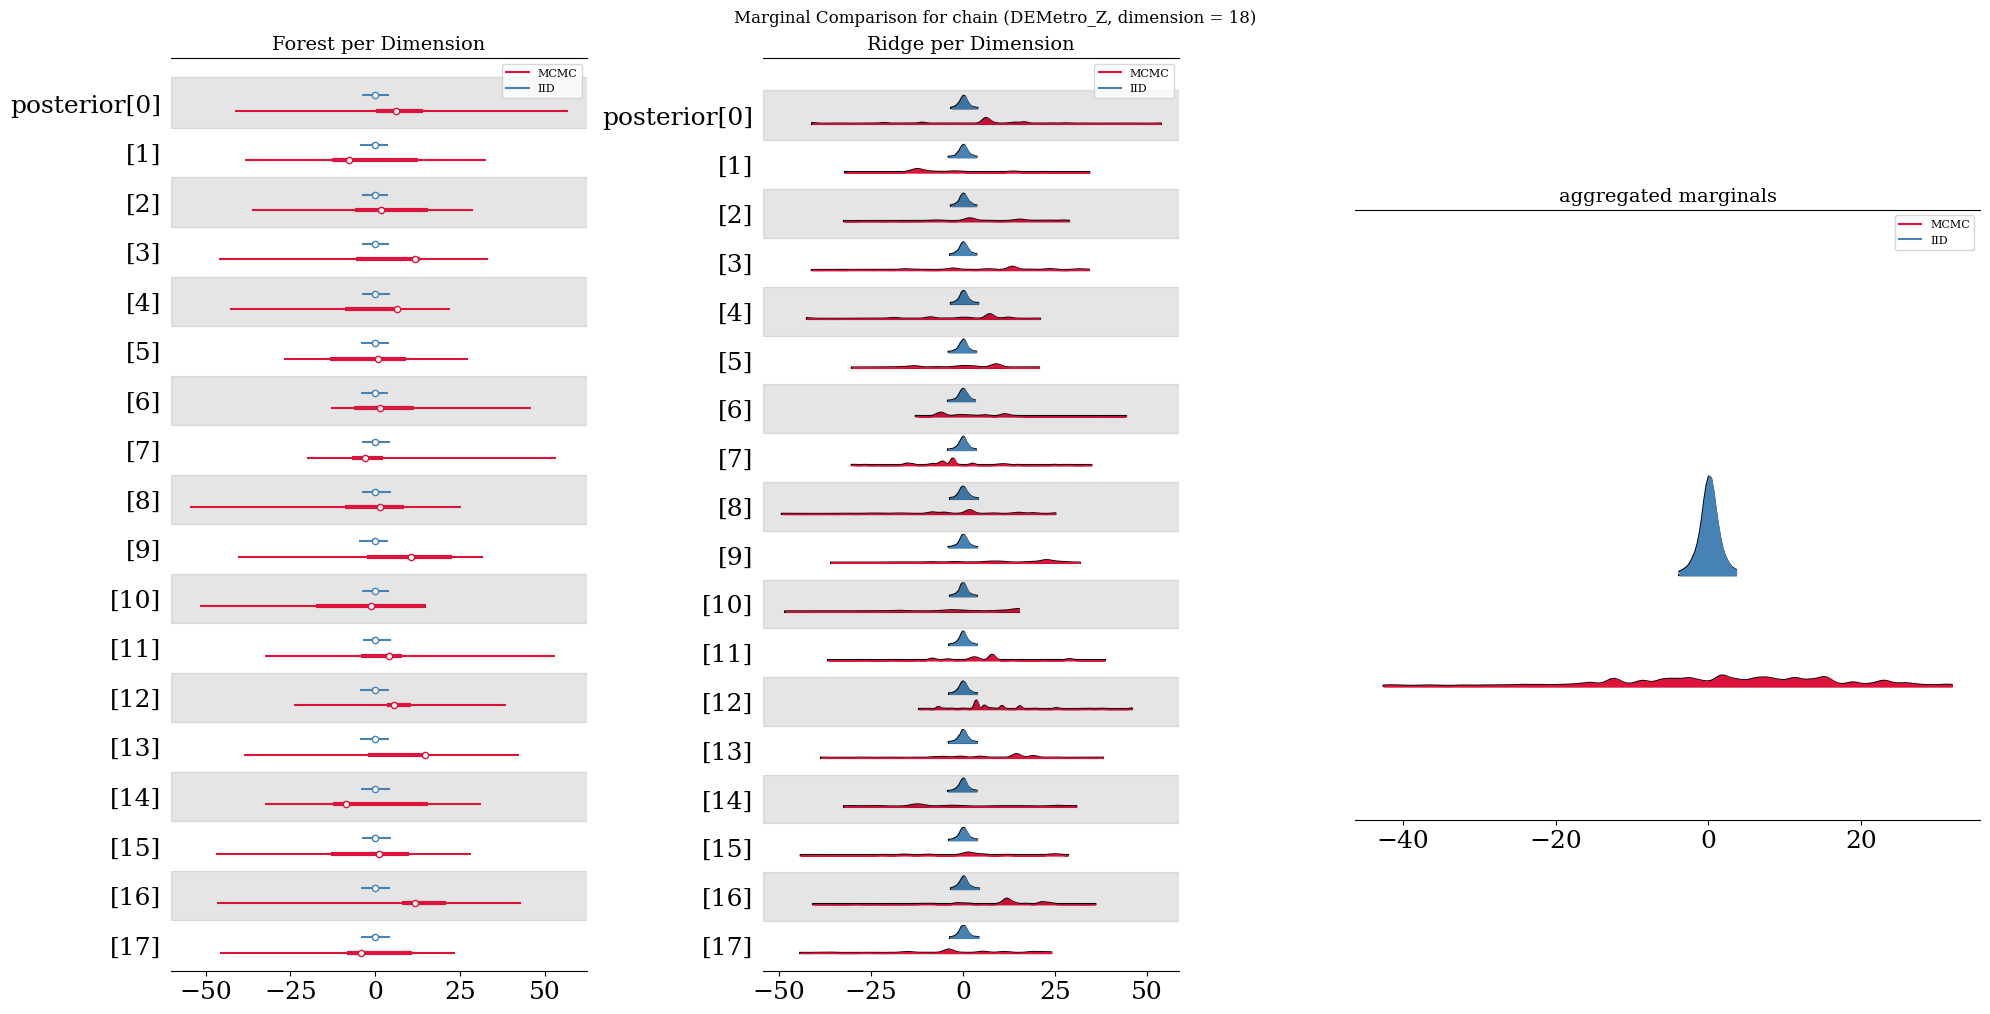 Marginal Comparison for chain (DEMetro_Z, dimension = 18)
Forest per Dimension
MCMC
IID
posterior[0]
[1]
[2]
[3]
[4]
[5]
[6]
[7]
[8]
[9]
[10]
[11]
[12]
[13]
[14]
[15]
[16]
[17]
−50 −25 0 25 50
Ridge per Dimension
MCMC
IID
posterior[0]
[1]
[2]
[3]
[4]
[5]
[6]
[7]
[8]
[9]
[10]
[11]
[12]
[13]
[14]
[15]
[16]
[17]
−50 −25 0 25 50
aggregated marginals
MCMC
IID
−40 −20 0 20